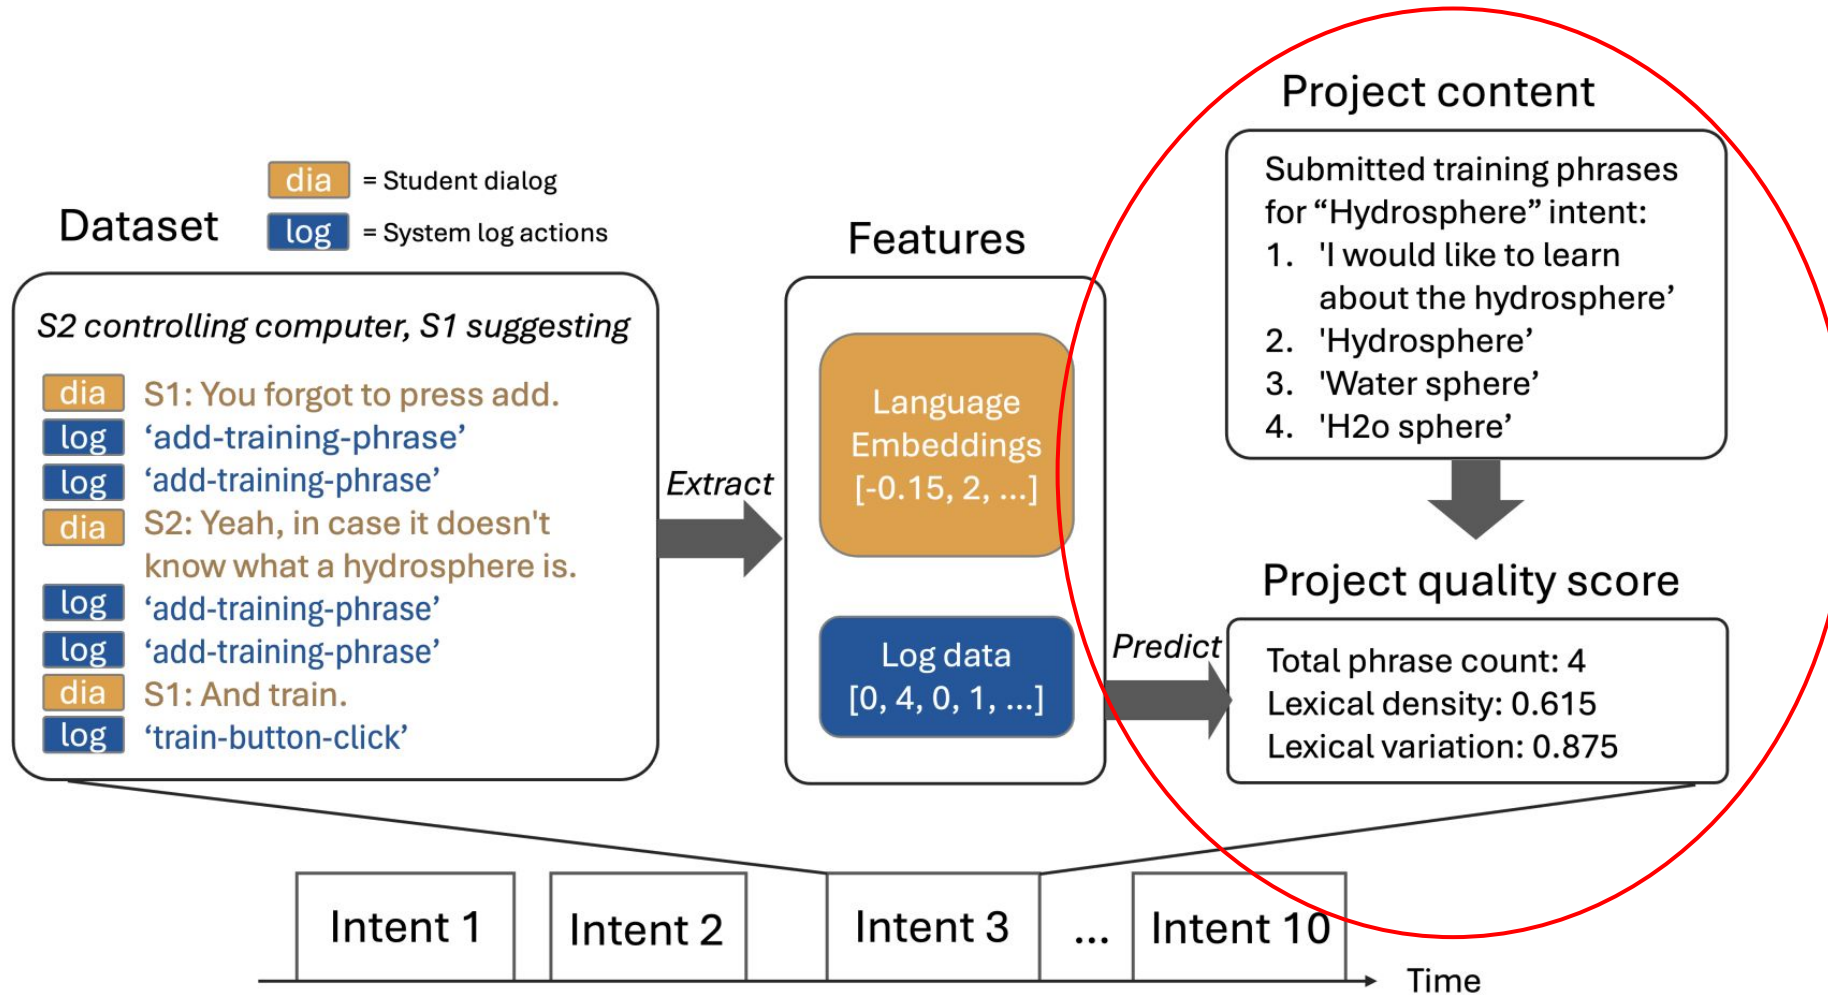 dia = Student dialog
Dataset
log = System log actions
S2 controlling computer, S1 suggesting
dia S1: You forgot to press add.
log ‘add-training-phrase’
log ‘add-training-phrase’
dia S2: Yeah, in case it doesn't
know what a hydrosphere is.
log ‘add-training-phrase’
log ‘add-training-phrase’
dia S1: And train.
log ‘train-button-click’
Extract
Features
Language
Embeddings
[-0.15, 2, ...]
Log data
[0, 4, 0, 1, ...]
Predict
Project content
Submitted training phrases
for “Hydrosphere” intent:
1. 'I would like to learn
about the hydrosphere’
2. 'Hydrosphere’
3. 'Water sphere’
4. 'H2o sphere’
Project quality score
Total phrase count: 4
Lexical density: 0.615
Lexical variation: 0.875
Intent 1
Intent 2
Intent 3
...
Intent 10
Time